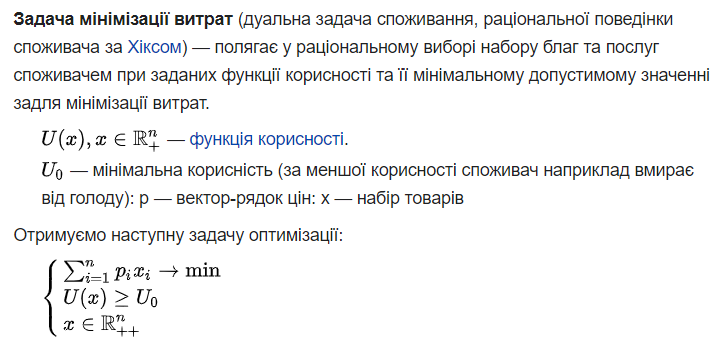 Задача мінімізації витрат (дуальна задача споживання, раціональної поведінки
споживача за Хіксом) — полягає у раціональному виборі набору благ та послуг
споживачем при заданих функції корисності та її мінімальному допустимому значенні
задля мінімізації витрат.
U(x), x ∈ ℝ₊ⁿ — функція корисності.
U₀ — мінімальна корисність (за меншої корисності споживач наприклад вмирає
від голоду): p — вектор-рядок цін: x — набір товарів
Отримуємо наступну задачу оптимізації:
∑ᵢ₌₁ⁿ pᵢxᵢ → min
U(x) ≥ U₀
x ∈ ℝ₊₊ⁿ